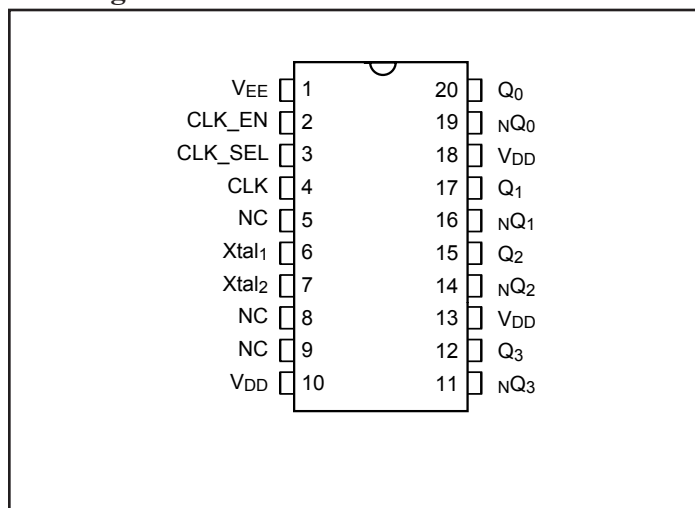 VEE 1 20 Q0
CLK_EN 2 19 NQ0
CLK_SEL 3 18 VDD
CLK 4 17 Q1
NC 5 16 NQ1
Xtal1 6 15 Q2
Xtal2 7 14 NQ2
NC 8 13 VDD
NC 9 12 Q3
VDD 10 11 NQ3